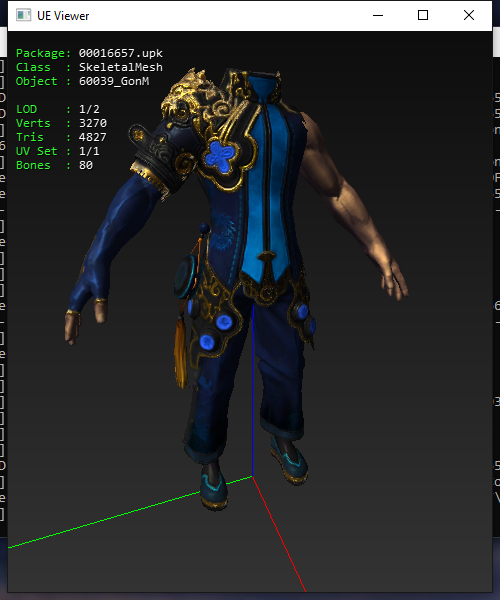 UE Viewer
Package: 00016657.upk
Class  : SkeletalMesh
Object : 60039_GonM
LOD    : 1/2
Verts  : 3270
Tris   : 4827
UV Set : 1/1
Bones  : 80